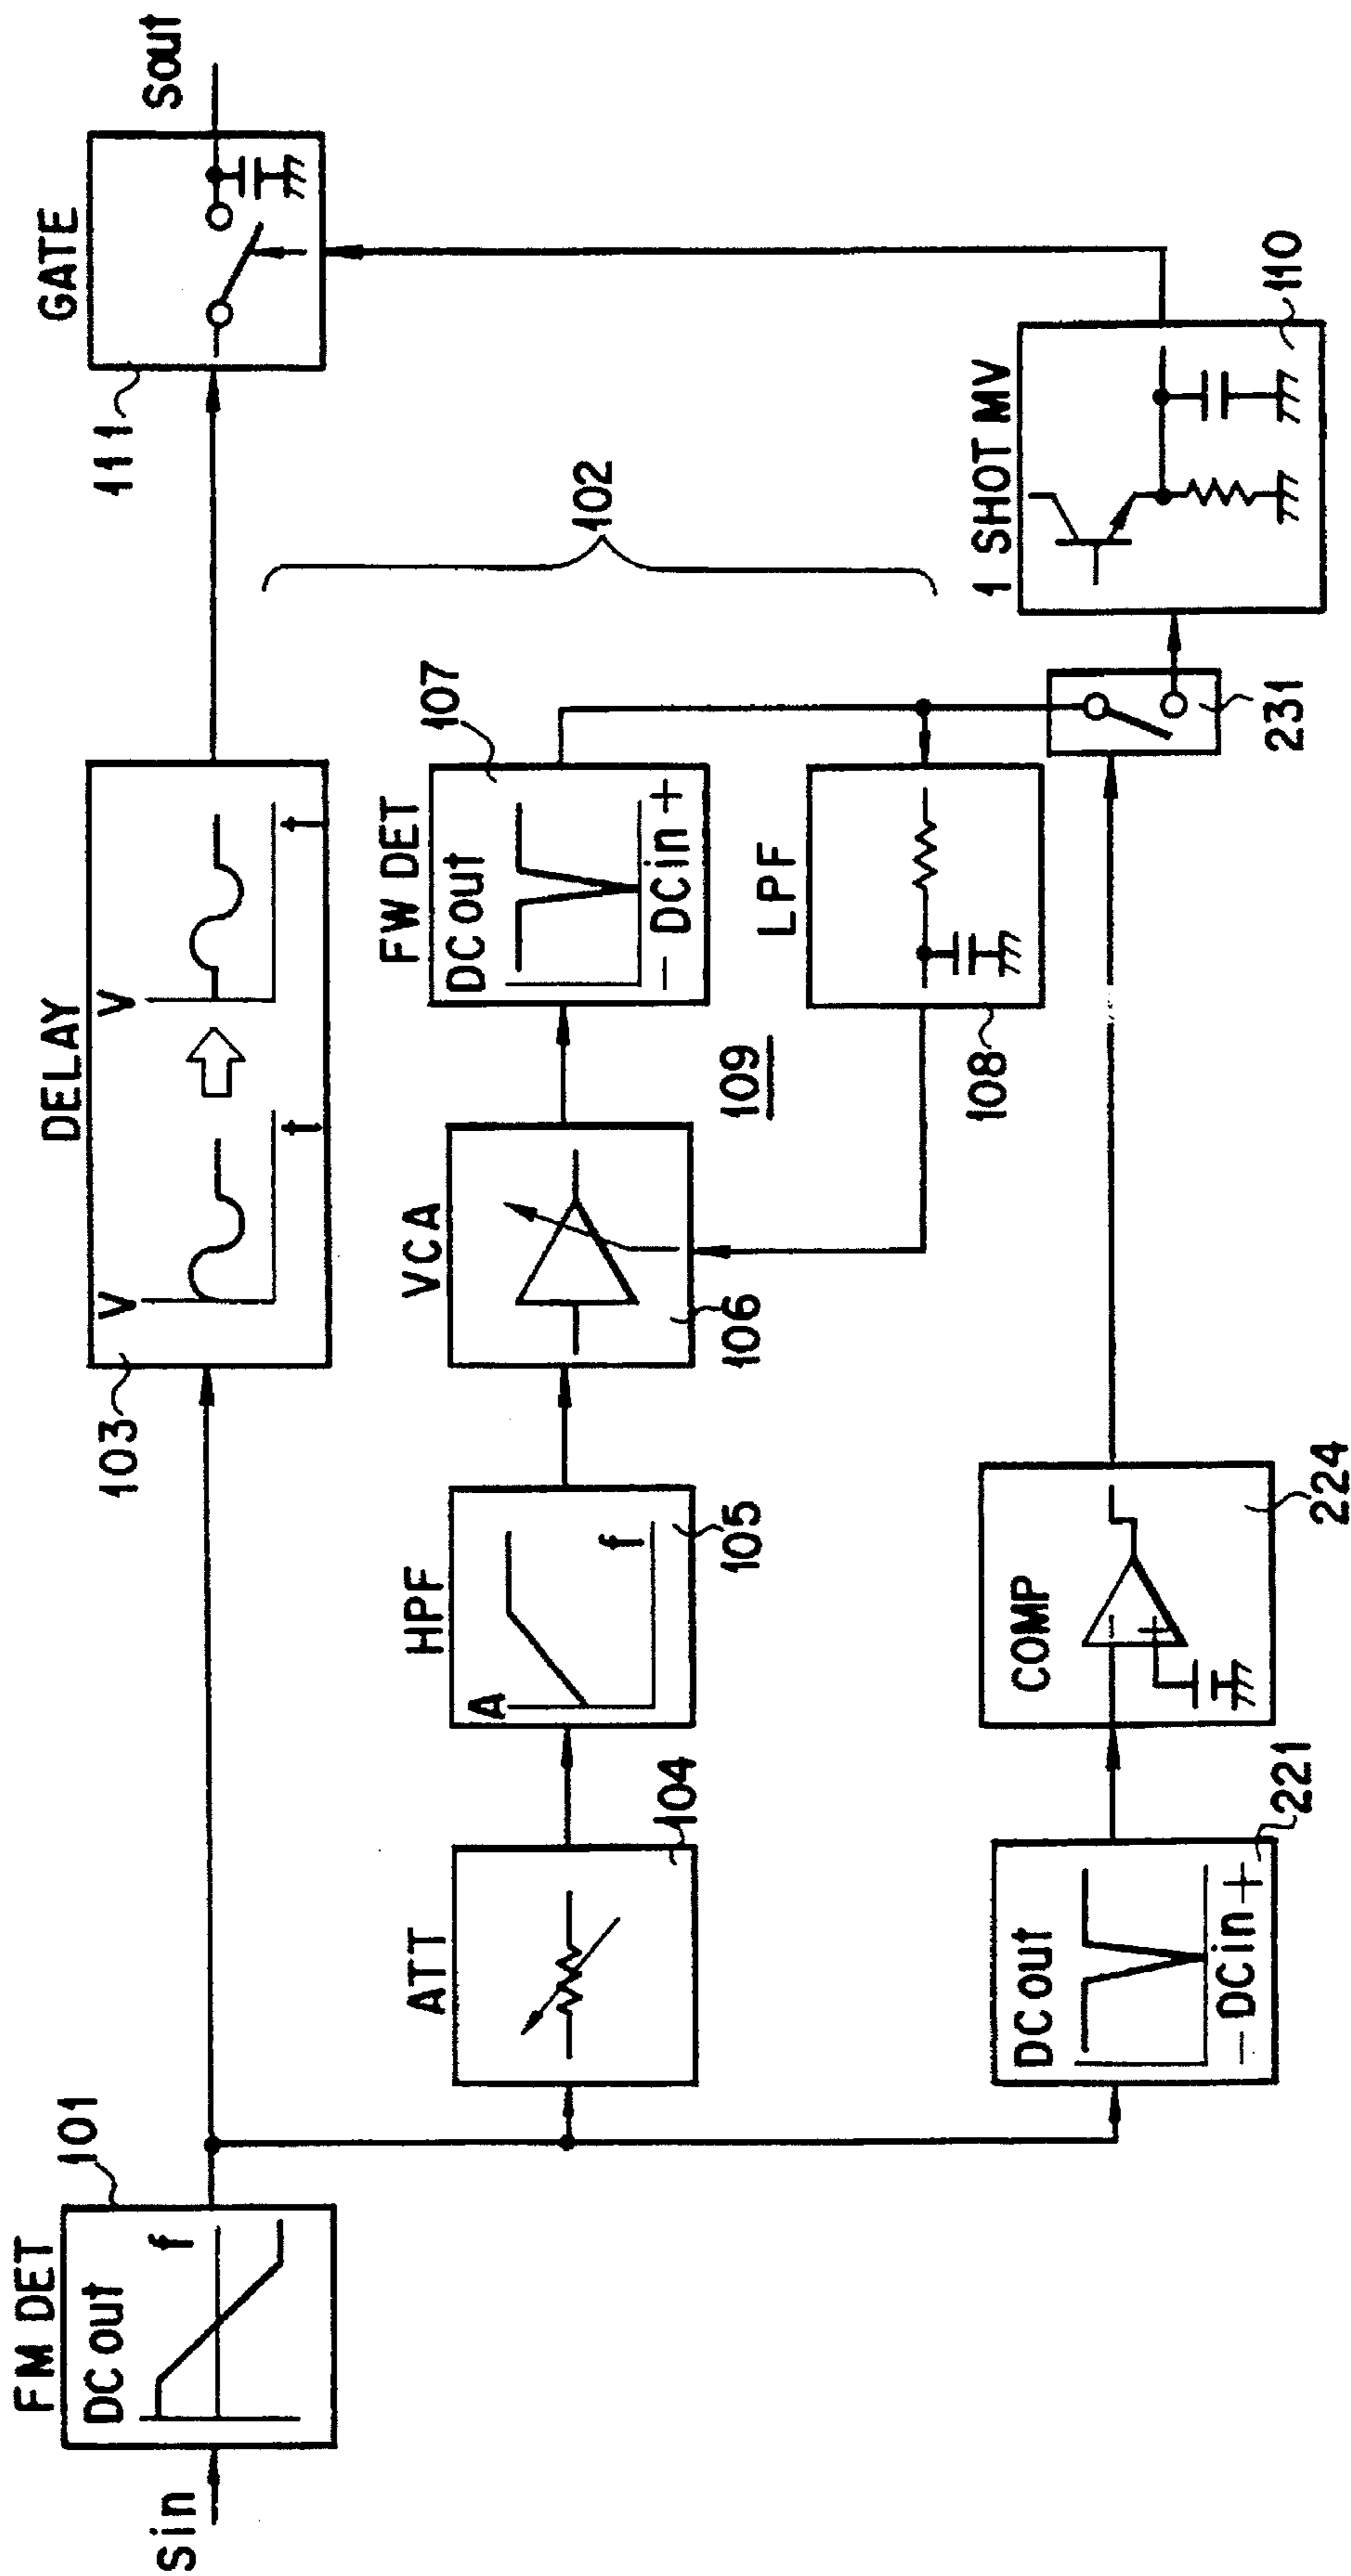 Sin
FM DET
101
DC out
f
DELAY
103
V
t
V
t
GATE
111
Sout
ATT
104
HPF
105
A
f
VCA
106
FW DET
107
DC out
- DC in +
109
LPF
108
102
DC out
- DC in +
221
COMP
- +
224
231
1 SHOT MV
110